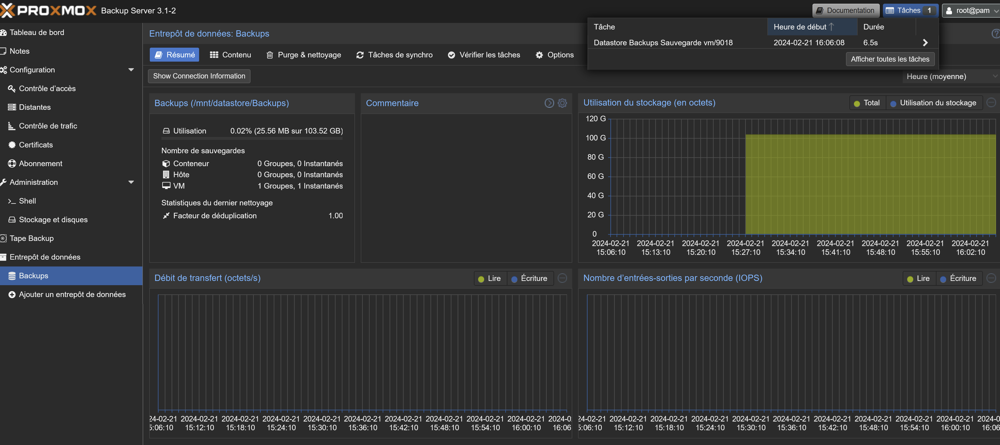 PROXMOX Backup Server 3.1-2
Documentation
Tâches 1
root@pam
Tableau de bord
Notes
Configuration
Contrôle d’accès
Distantes
Contrôle de trafic
Certificats
Abonnement
Administration
Shell
Stockage et disques
Tape Backup
Entrepôt de données
Backups
Ajouter un entrepôt de données
Entrepôt de données: Backups
Résumé Contenu Purge & nettoyage Tâches de synchro Vérifier les tâches Options
Tâche Heure de début Durée
Datastore Backups Sauvegarde vm/9018 2024-02-21 16:06:08 6.5s
Afficher toutes les tâches
Show Connection Information
Heure (moyenne)
Backups (/mnt/datastore/Backups)
Utilisation 0.02% (25.56 MB sur 103.52 GB)
Nombre de sauvegardes
Conteneur 0 Groupes, 0 Instantanés
Hôte 0 Groupes, 0 Instantanés
VM 1 Groupes, 1 Instantanés
Statistiques du dernier nettoyage
Facteur de déduplication 1.00
Commentaire
Utilisation du stockage (en octets)
Total Utilisation du stockage
120 G
100 G
80 G
60 G
40 G
20 G
0
2024-02-21 2024-02-21 2024-02-21 2024-02-21 2024-02-21 2024-02-21 2024-02-21 2024-02-21 2024-02-21
15:06:10 15:13:10 15:20:10 15:27:10 15:34:10 15:41:10 15:48:10 15:55:10 16:02:10
Débit de transfert (octets/s)
Lire Écriture
24-02-21 2024-02-21 2024-02-21 2024-02-21 2024-02-21 2024-02-21 2024-02-21 2024-02-21 2024-02-21 2024-02-21 2024-0
5:06:10 15:12:10 15:18:10 15:24:10 15:30:10 15:36:10 15:42:10 15:48:10 15:54:10 16:00:10 16:06
Nombre d’entrées-sorties par seconde (IOPS)
Lire Écriture
24-02-21 2024-02-21 2024-02-21 2024-02-21 2024-02-21 2024-02-21 2024-02-21 2024-02-21 2024-02-21 2024-02-21 2024-0
5:06:10 15:12:10 15:18:10 15:24:10 15:30:10 15:36:10 15:42:10 15:48:10 15:54:10 16:00:10 16:06